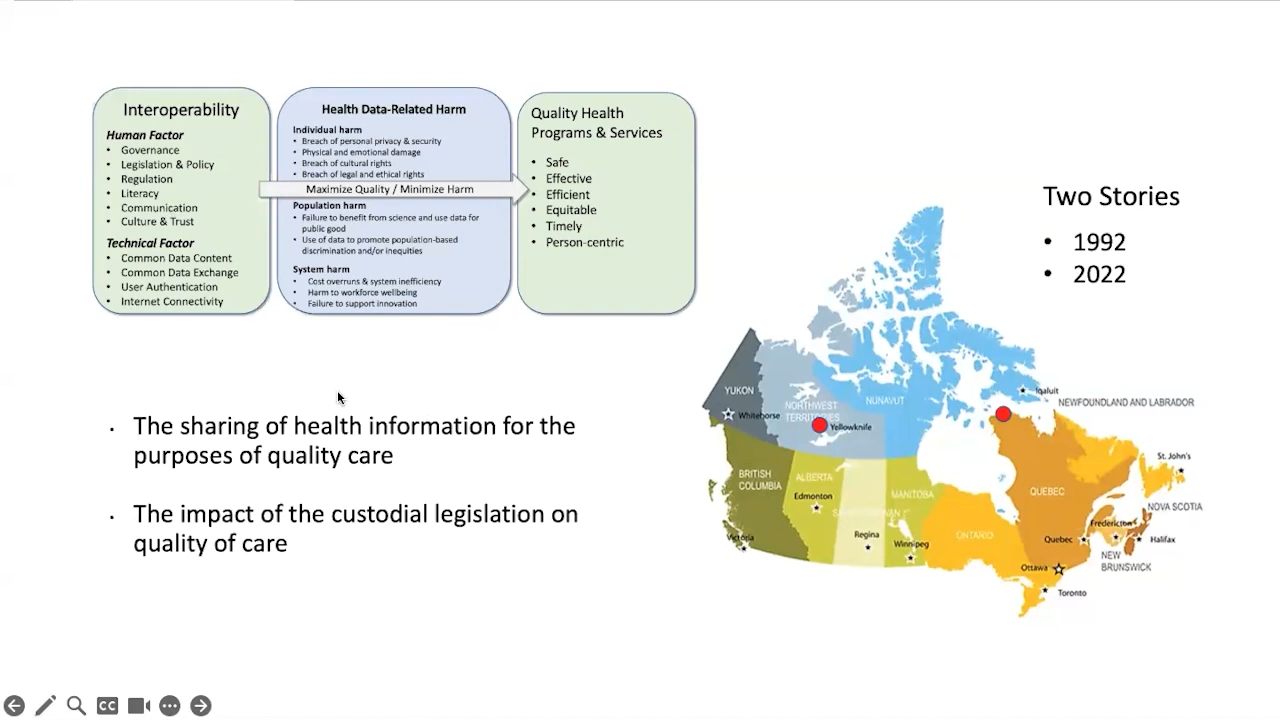 Interoperability
Human Factor
• Governance
• Legislation & Policy
• Regulation
• Literacy
• Communication
• Culture & Trust
Technical Factor
• Common Data Content
• Common Data Exchange
• User Authentication
• Internet Connectivity
Health Data-Related Harm
Individual harm
• Breach of personal privacy & security
• Physical and emotional damage
• Breach of cultural rights
• Breach of legal and ethical rights
Maximize Quality / Minimize Harm
Population harm
• Failure to benefit from science and use data for
public good
• Use of data to promote population-based
discrimination and/or inequities
System harm
• Cost overruns & system inefficiency
• Harm to workforce wellbeing
• Failure to support innovation
Quality Health
Programs & Services
• Safe
• Effective
• Efficient
• Equitable
• Timely
• Person-centric
Two Stories
• 1992
• 2022
• The sharing of health information for the
purposes of quality care
• The impact of the custodial legislation on
quality of care
YUKON
Whitehorse
NORTHWEST
TERRITORIES
Yellowknife
NUNAVUT
Iqaluit
NEWFOUNDLAND AND LABRADOR
St. John's
BRITISH
COLUMBIA
Victoria
ALBERTA
Edmonton
Regina
MANITOBA
Winnipeg
ONTARIO
Ottawa
Toronto
QUEBEC
Quebec
Fredericton
NEW
BRUNSWICK
NOVA SCOTIA
Halifax
CC